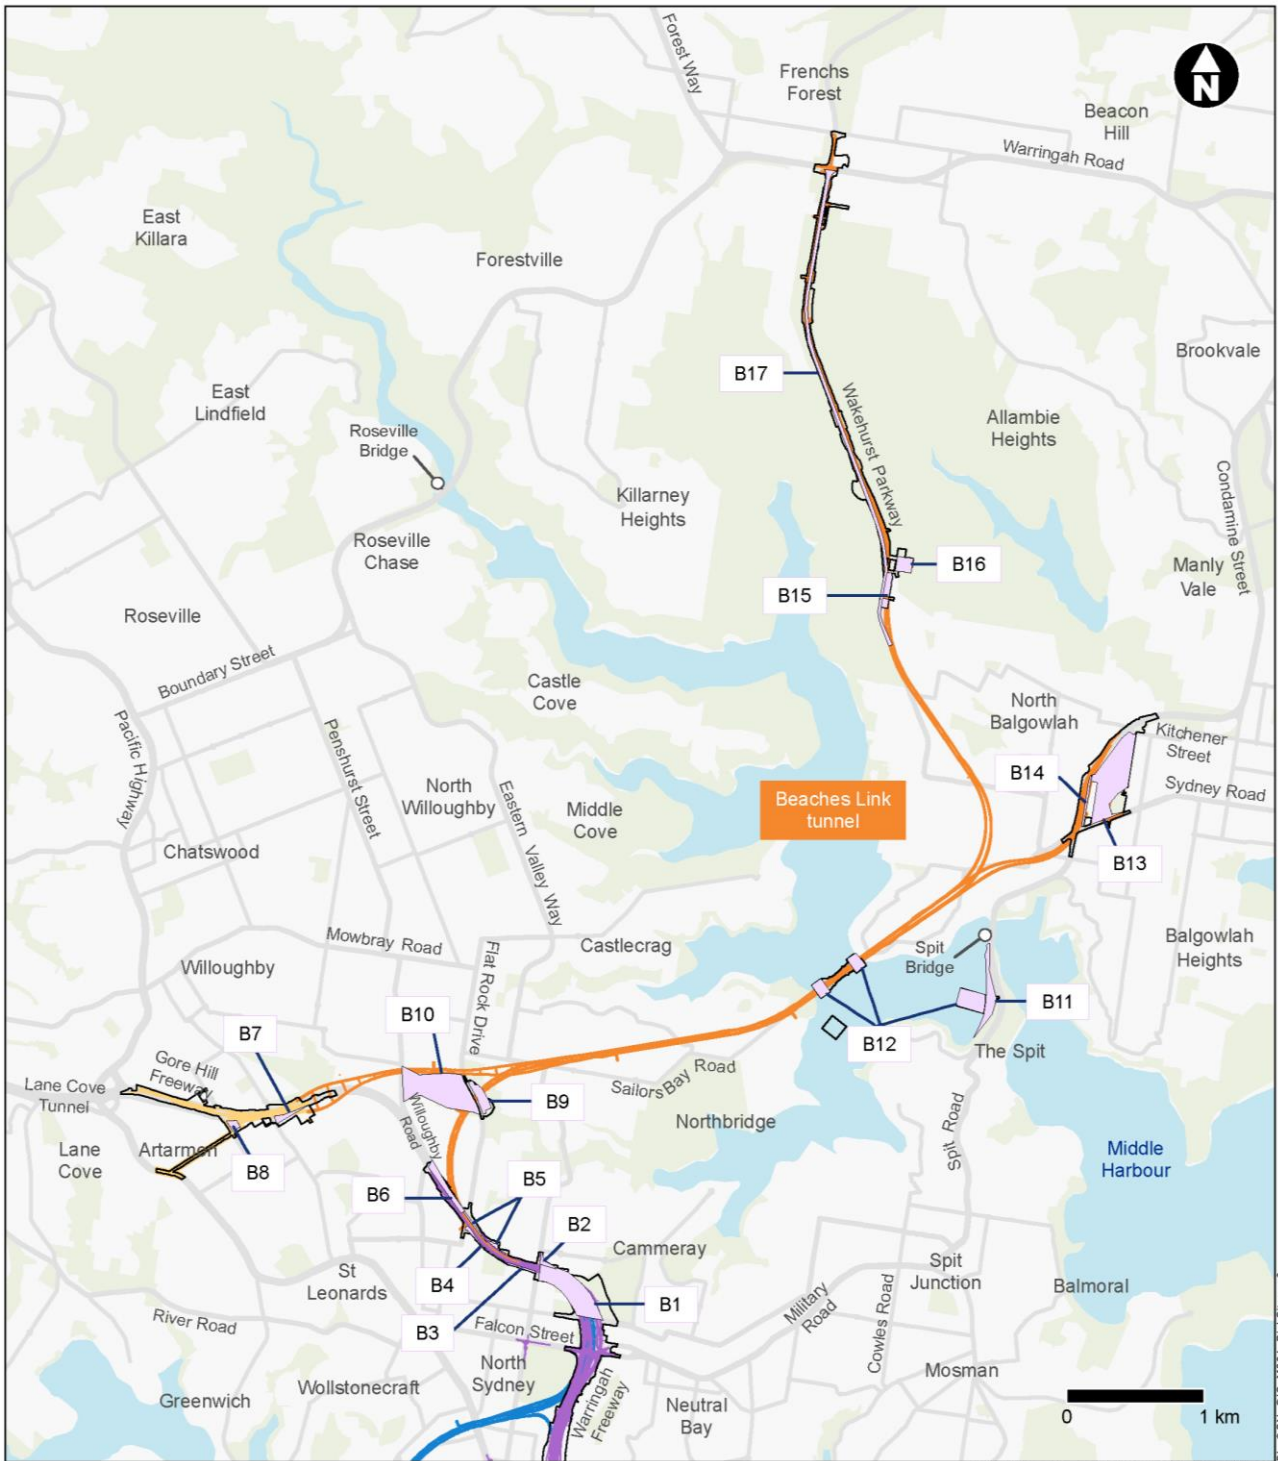 Forest Way
Frenchs
Forest
N
Beacon
Hill
Warringah Road
East
Killara
Forestville
Brookvale
B17
East
Lindfield
Wakehurst Parkway
Allambie
Heights
Roseville
Bridge
Condamine Street
Killarney
Heights
Roseville
Chase
B16
Manly
Vale
B15
Roseville
Boundary Street
Castle
Cove
North
Balgowlah
Pacific Highway
Penshurst Street
Kitchener
Street
B14
North
Willoughby
Eastern Valley Way
Middle
Cove
Beaches Link
tunnel
Sydney Road
Chatswood
B13
Mowbray Road
Flat Rock Drive
Castlecrag
Spit
Bridge
Balgowlah
Heights
Willoughby
B10
B11
B7
B12
The Spit
Gore Hill
Freeway
Lane Cove
Tunnel
Sailors Bay Road
B9
Willoughby
Road
Northbridge
Spit Road
Lane
Cove
Artarmon
B8
Middle
Harbour
B6
B5
B2
Cammeray
Spit
Junction
St
Leonards
B4
Balmoral
B1
Military
Road
Cowles Road
River Road
B3
Falcon Street
North
Sydney
Mosman
Wollstonecraft
Warringah
Freeway
Greenwich
Neutral
Bay
0
1 km